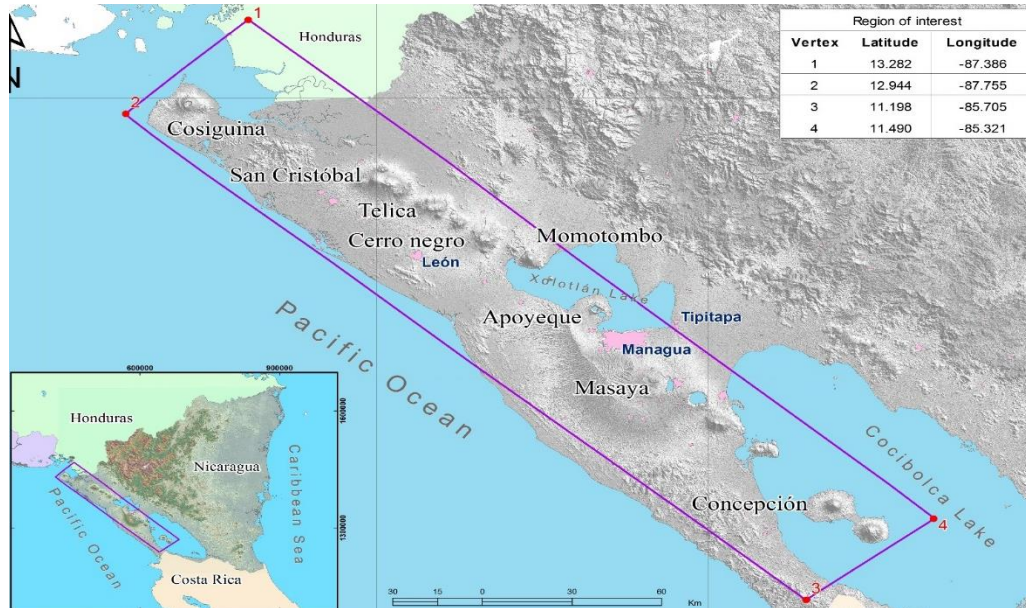 1
Honduras
N
2
Cosiguina
San Cristóbal
Telica
Cerro negro
León
Momotombo
Xolotlán Lake
Tipitapa
Apoyeque
Managua
Masaya
Pacific Ocean
Concepción
Cocibolca Lake
4
3
Region of interest
Vertex Latitude Longitude
1 13.282 -87.386
2 12.944 -87.755
3 11.198 -85.705
4 11.490 -85.321
600000 900000
Honduras
1600000
Nicaragua
Caribbean Sea
Pacific Ocean
1300000
Costa Rica
30 15 0 30 60
Km